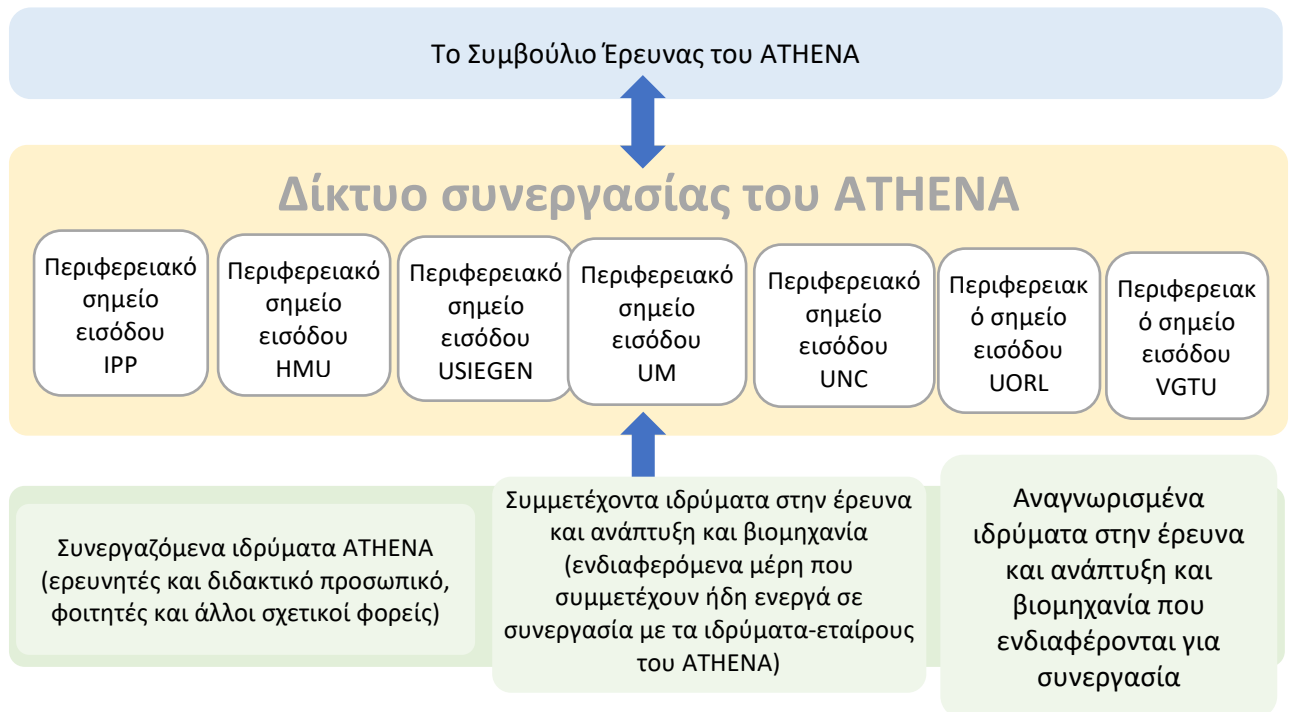 Το Συμβούλιο Έρευνας του ATHENA
Δίκτυο συνεργασίας του ATHENA
Περιφερειακό
σημείο
εισόδου
IPP
Περιφερειακό
σημείο
εισόδου
HMU
Περιφερειακό
σημείο
εισόδου
USIEGEN
Περιφερειακό
σημείο
εισόδου
UM
Περιφερειακό
σημείο
εισόδου
UNC
Περιφερειακ
ό σημείο
εισόδου
UORL
Περιφερειακ
ό σημείο
εισόδου
VGTU
Συνεργαζόμενα ιδρύματα ATHENA
(ερευνητές και διδακτικό προσωπικό,
φοιτητές και άλλοι σχετικοί φορείς)
Συμμετέχοντα ιδρύματα στην έρευνα
και ανάπτυξη και βιομηχανία
(ενδιαφερόμενα μέρη που
συμμετέχουν ήδη ενεργά σε
συνεργασία με τα ιδρύματα-εταίρους
του ATHENA)
Αναγνωρισμένα
ιδρύματα στην έρευνα
και ανάπτυξη και
βιομηχανία που
ενδιαφέρονται για
συνεργασία